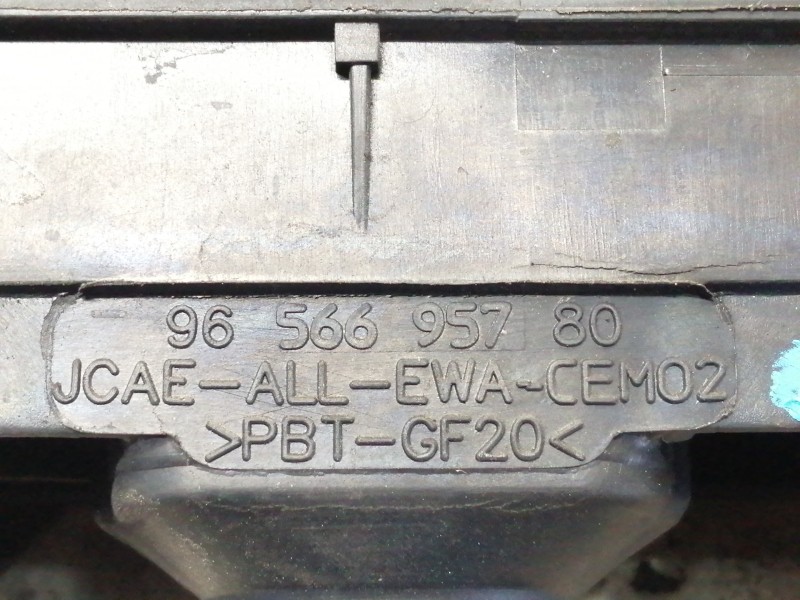 96 566 957 80
JCAE-ALL-EWA-CEM02
>PBT-GF20<